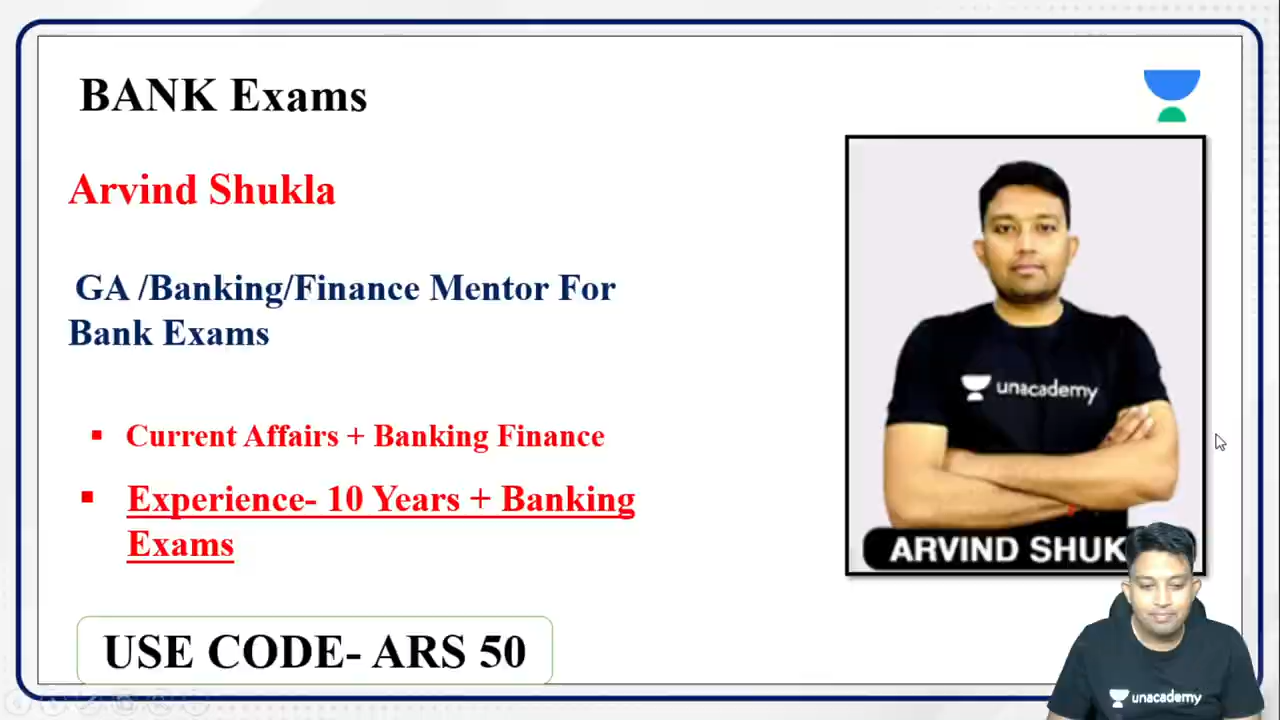 BANK Exams
Arvind Shukla
GA /Banking/Finance Mentor For
Bank Exams
▪ Current Affairs + Banking Finance
▪ Experience- 10 Years + Banking
Exams
USE CODE- ARS 50
unacademy
ARVIND SHUK
unacademy